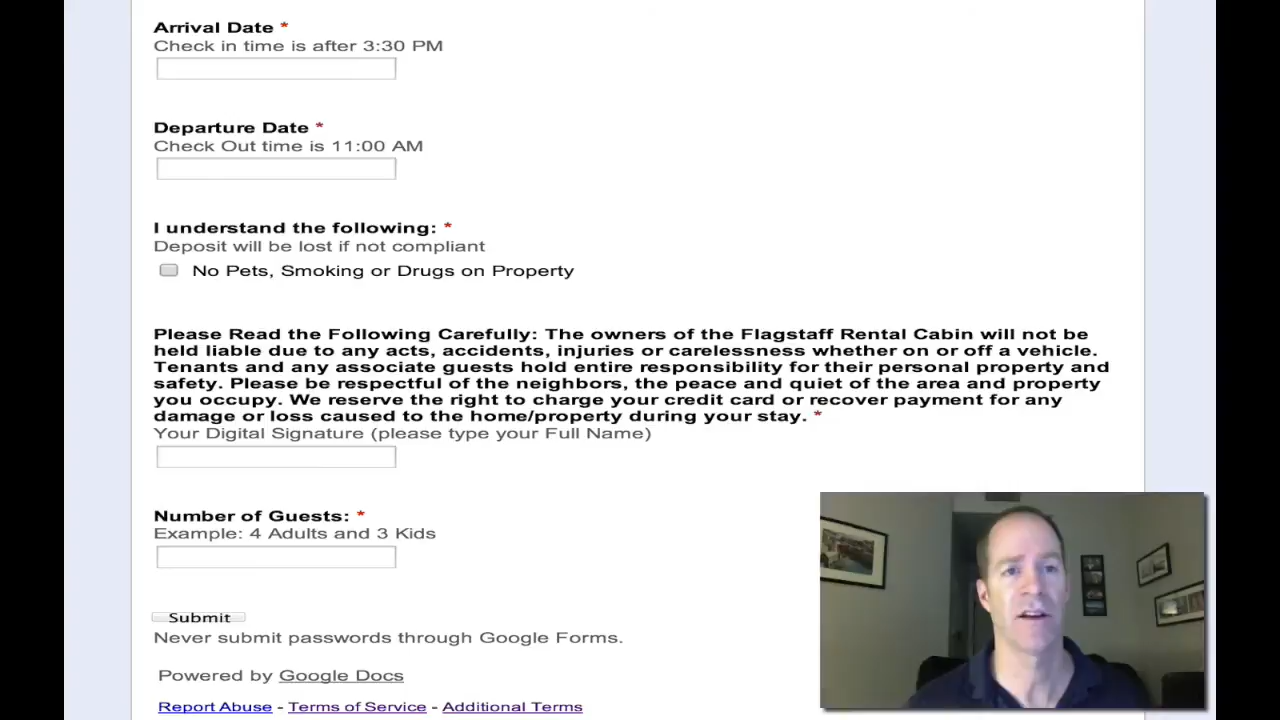 Arrival Date *
Check in time is after 3:30 PM
Departure Date *
Check Out time is 11:00 AM
I understand the following: *
Deposit will be lost if not compliant
No Pets, Smoking or Drugs on Property
Please Read the Following Carefully: The owners of the Flagstaff Rental Cabin will not be
held liable due to any acts, accidents, injuries or carelessness whether on or off a vehicle.
Tenants and any associate guests hold entire responsibility for their personal property and
safety. Please be respectful of the neighbors, the peace and quiet of the area and property
you occupy. We reserve the right to charge your credit card or recover payment for any
damage or loss caused to the home/property during your stay. *
Your Digital Signature (please type your Full Name)
Number of Guests: *
Example: 4 Adults and 3 Kids
Submit
Never submit passwords through Google Forms.
Powered by Google Docs
Report Abuse - Terms of Service - Additional Terms